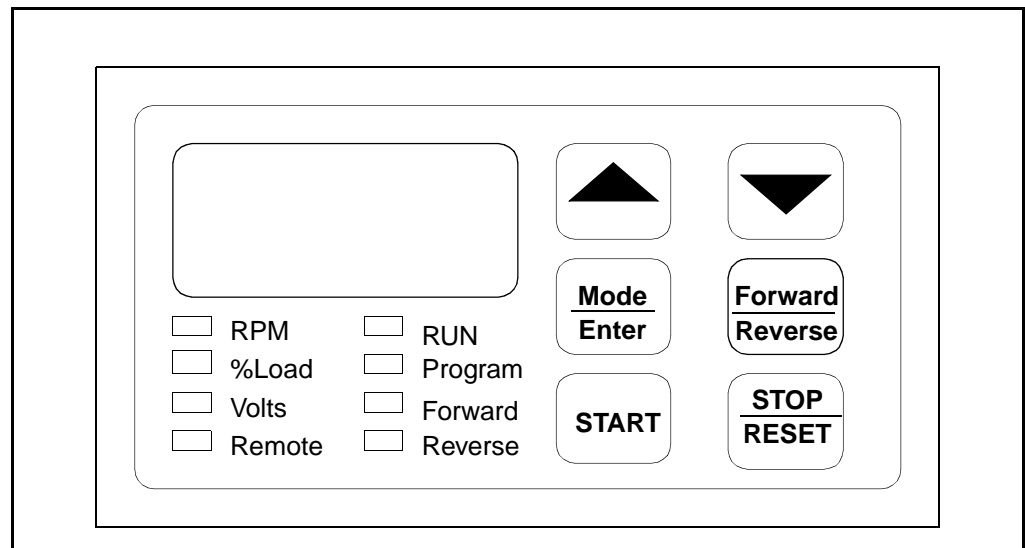 Mode
Enter
Forward
Reverse
RPM
%Load
Volts
Remote
RUN
Program
Forward
Reverse
START
STOP
RESET